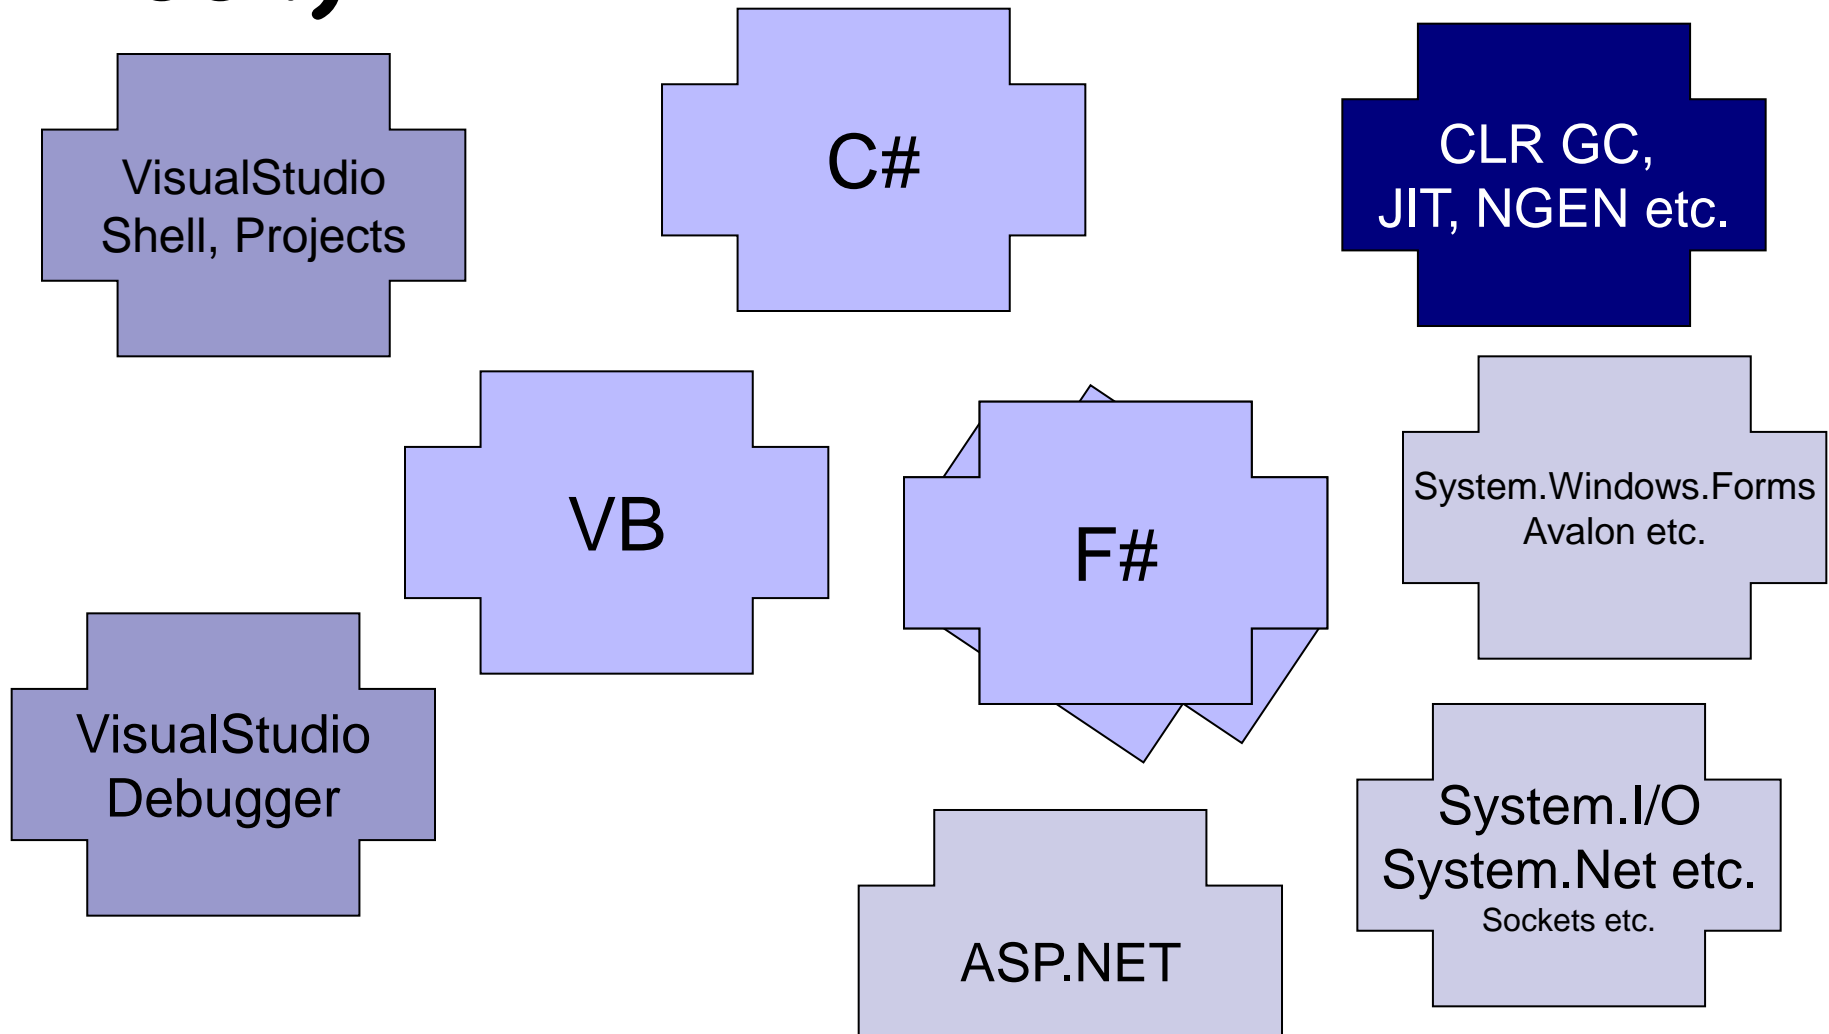 VisualStudio
Shell, Projects
C#
CLR GC,
JIT, NGEN etc.
VB
F#
System.Windows.Forms
Avalon etc.
VisualStudio
Debugger
System.I/O
System.Net etc.
Sockets etc.
ASP.NET